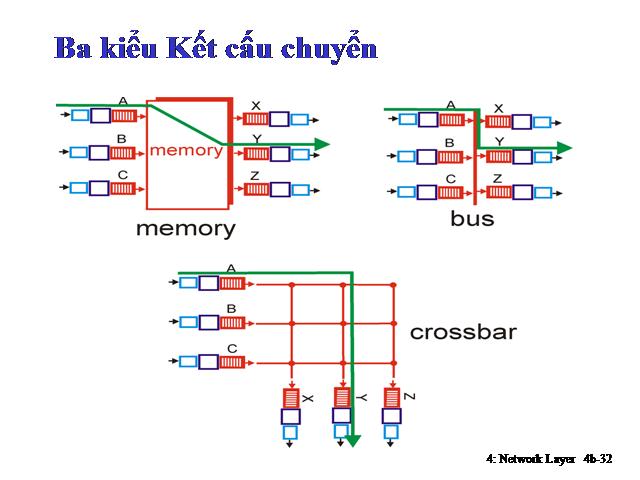 Ba kiểu Kết cấu chuyển
A
B
C
memory
X
Y
Z
memory
A
B
C
X
Y
Z
bus
A
B
C
crossbar
X
Y
Z
4: Network Layer 4b-32